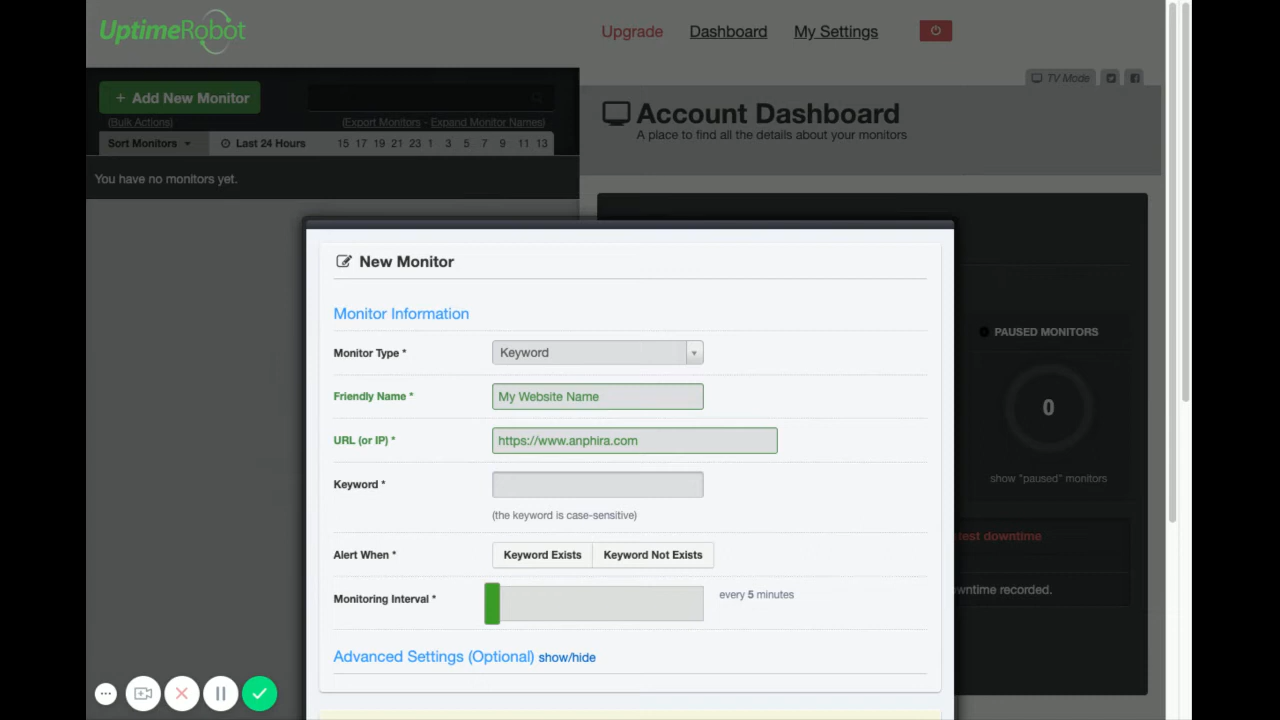 UptimeRobot
Upgrade Dashboard My Settings
TV Mode
+ Add New Monitor
(Bulk Actions) (Export Monitors - Expand Monitor Names)
Sort Monitors Last 24 Hours 15 17 19 21 23 1 3 5 7 9 11 13
You have no monitors yet.
Account Dashboard
A place to find all the details about your monitors
New Monitor
Monitor Information
Monitor Type * Keyword
Friendly Name * My Website Name
URL (or IP) * https://www.anphira.com
Keyword *
(the keyword is case-sensitive)
Alert When * Keyword Exists Keyword Not Exists
Monitoring Interval * every 5 minutes
Advanced Settings (Optional) show/hide
PAUSED MONITORS
0
show "paused" monitors
test downtime
wntime recorded.